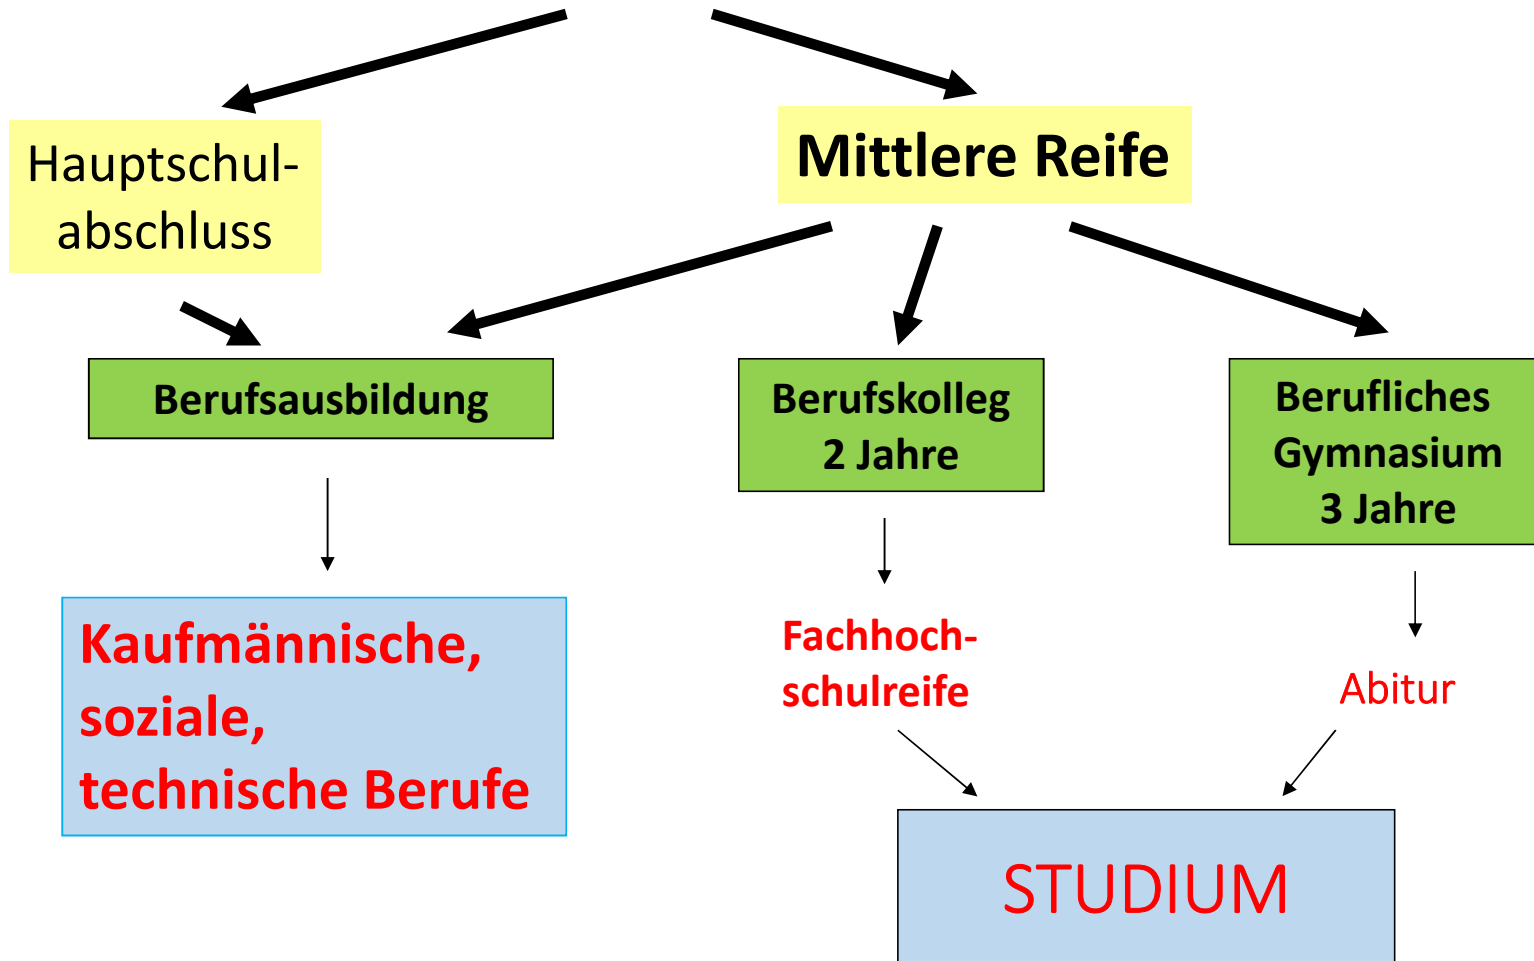 Hauptschul-
abschluss
Mittlere Reife
Berufsausbildung
Berufskolleg
2 Jahre
Berufliches
Gymnasium
3 Jahre
Kaufmännische,
soziale,
technische Berufe
Fachhoch-
schulreife
Abitur
STUDIUM